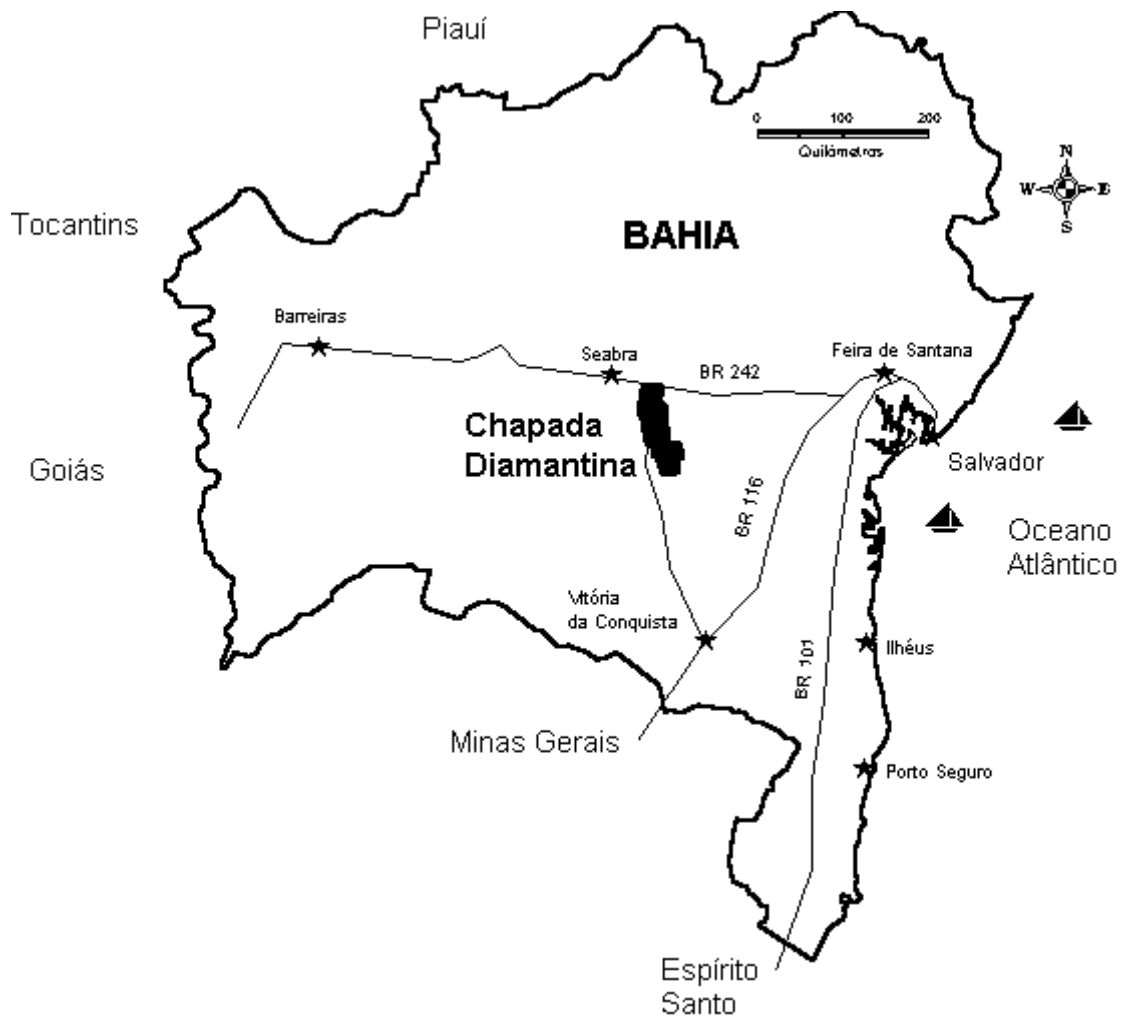 Piauí
0 100 200
Quilômetros
N
W E
S
Tocantins
BAHIA
Barreiras
Seabra
Feira de Santana
BR 242
Chapada
Diamantina
Goiás
Salvador
BR 116
Oceano
Atlântico
Vitória
da Conquista
Ilhéus
BR 101
Minas Gerais
Porto Seguro
Espírito
Santo